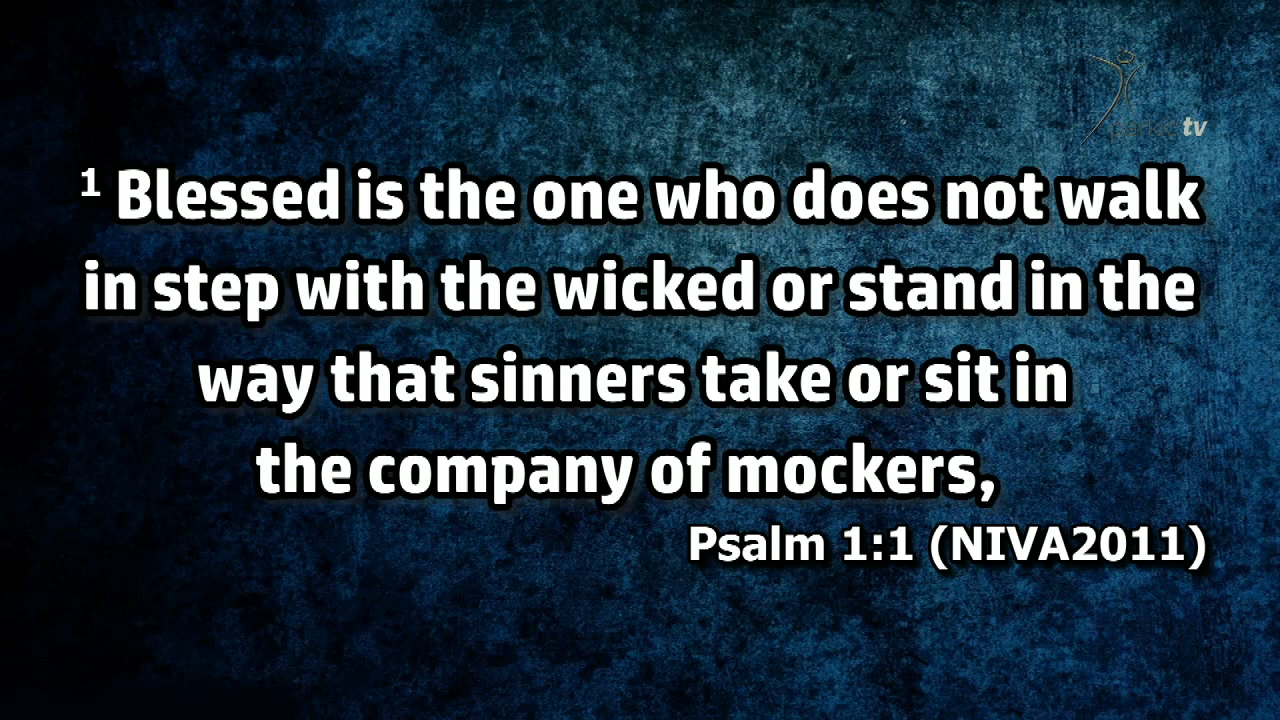 tv
1 Blessed is the one who does not walk
in step with the wicked or stand in the
way that sinners take or sit in
the company of mockers,
Psalm 1:1 (NIVA2011)